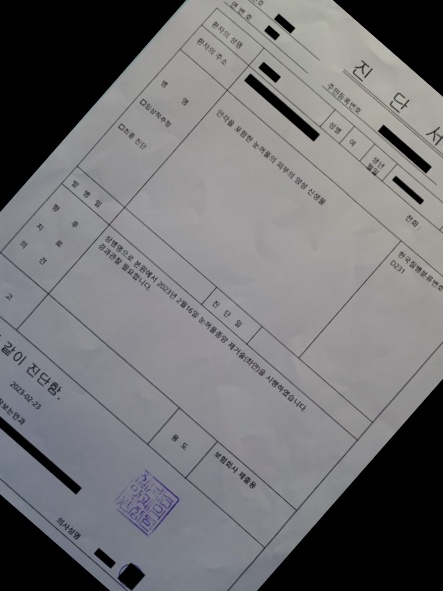 진 단 서
연 번 호
주민등록번호
환자의 성명
성별
여
생년
월일
환자의 주소
전화
병 명
□임상적추정
□최종 진단
안각을 포함한 눈꺼풀의 피부의 양성 신생물
한국질병분류번호
D231
발 병 일
진 단 일
향 후 치 료 의 견
상병명으로 본원에서 2023년 2월16일 눈꺼풀종양 제거술(좌안)을 시행하였습니다.
경과관찰 필요합니다.
고
용 도
보험회사 제출용
같이 진단함.
2023-02-23
의사성명